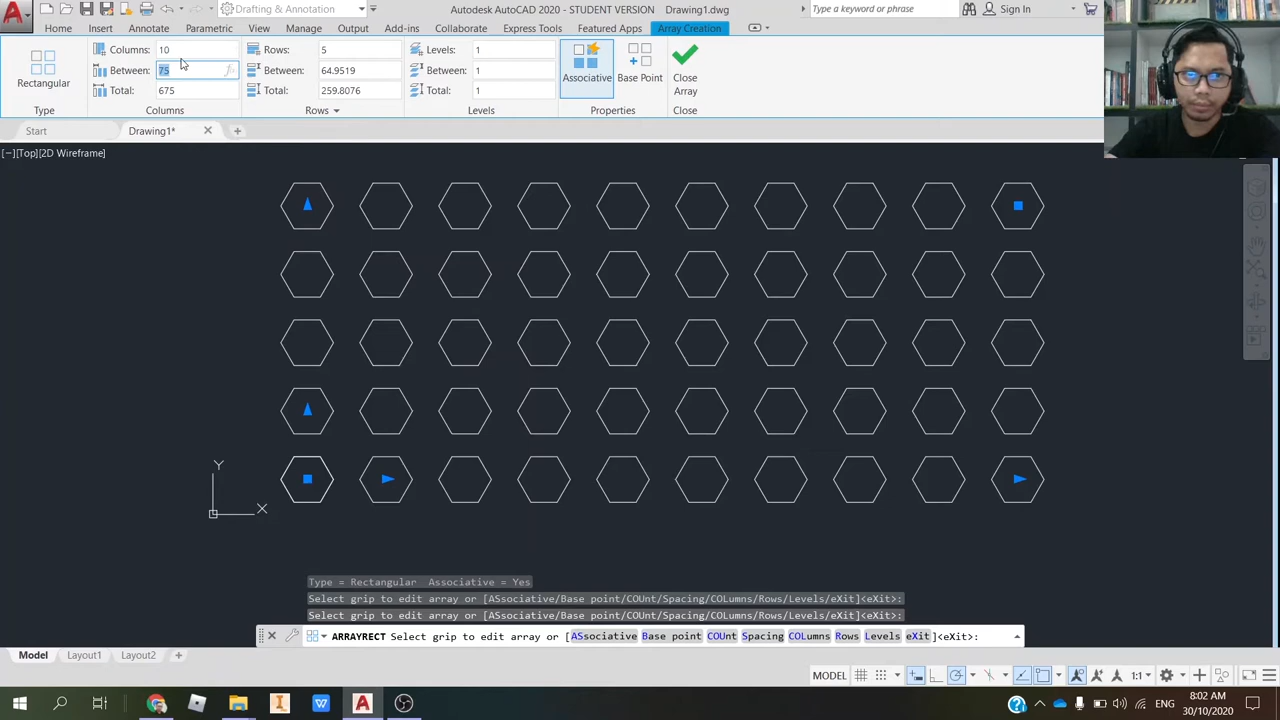 Drafting & Annotation
Autodesk AutoCAD 2020 - STUDENT VERSION Drawing1.dwg
Type a keyword or phrase
Sign In
Home Insert Annotate Parametric View Manage Output Add-ins Collaborate Express Tools Featured Apps Array Creation
Columns: 10 Rows: 5 Levels: 1
Between: 75 Between: 64.9519 Between: 1
Total: 675 Total: 259.8076 Total: 1
Rectangular
Associative Base Point Close Array
Type Columns Rows Levels Properties Close
Start Drawing1*
[−][Top][2D Wireframe]
Y
X
Type = Rectangular Associative = Yes
Select grip to edit array or [ASsociative/Base point/COUnt/Spacing/COLumns/Rows/Levels/eXit]<eXit>:
Select grip to edit array or [ASsociative/Base point/COUnt/Spacing/COLumns/Rows/Levels/eXit]<eXit>:
ARRAYRECT Select grip to edit array or [ASsociative Base point COUnt Spacing COLumns Rows Levels eXit]<eXit>:
Model Layout1 Layout2
MODEL 1:1
ENG
8:02 AM
30/10/2020